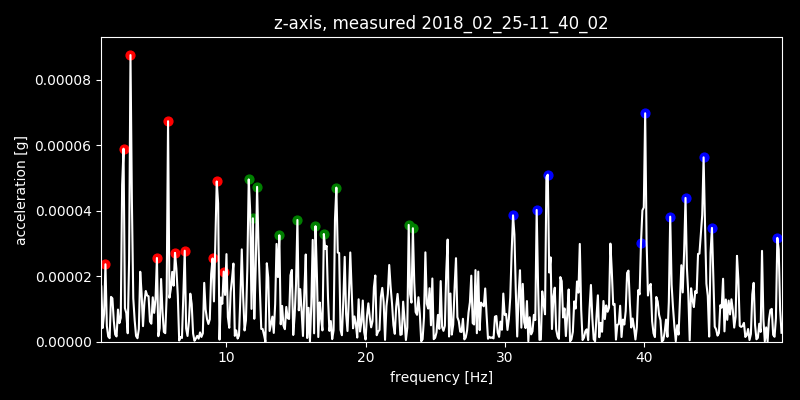 z-axis, measured 2018_02_25-11_40_02
0.00008
0.00006
0.00004
0.00002
0.00000
acceleration [g]
10 20 30 40
frequency [Hz]